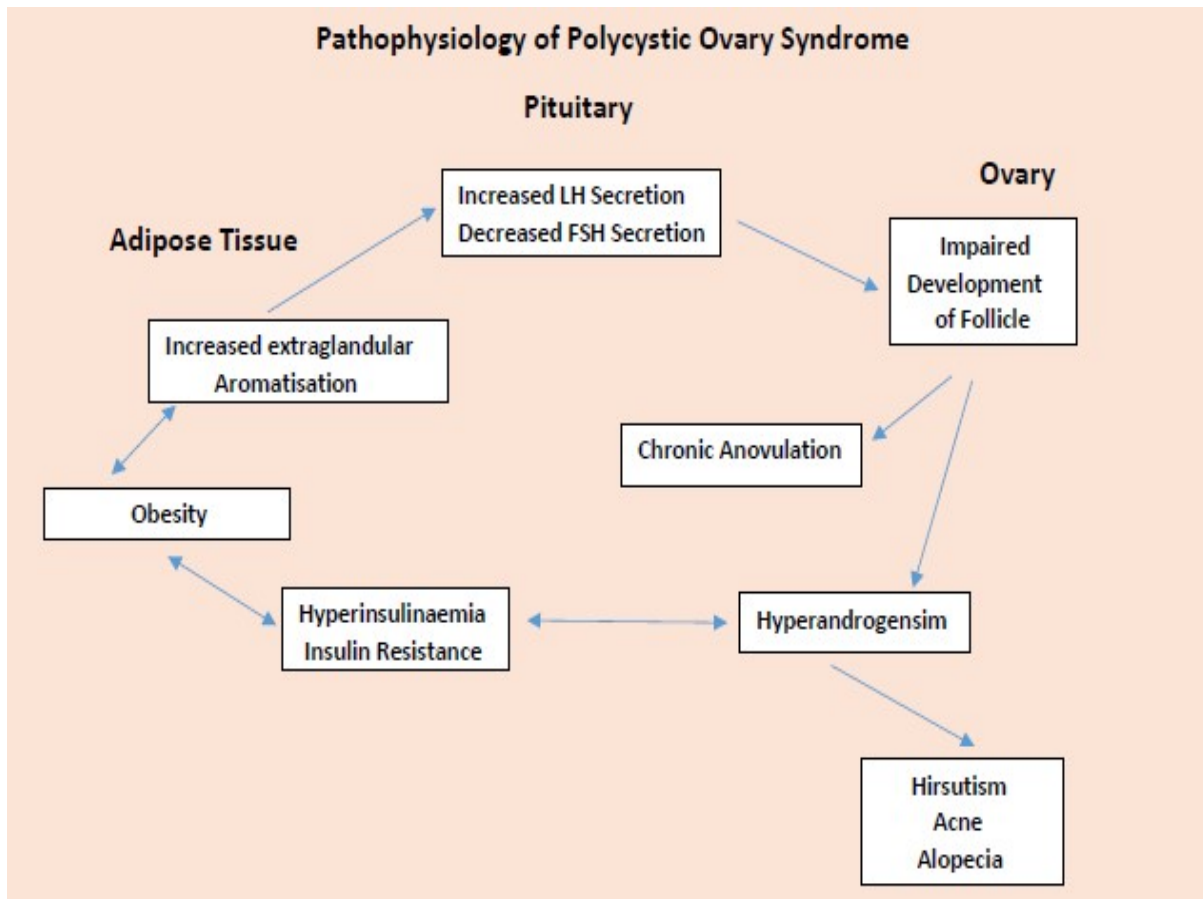 Pathophysiology of Polycystic Ovary Syndrome
Pituitary
Ovary
Adipose Tissue
Increased LH Secretion
Decreased FSH Secretion
Impaired
Development
of Follicle
Increased extraglandular
Aromatisation
Chronic Anovulation
Obesity
Hyperinsulinaemia
Insulin Resistance
Hyperandrogensim
Hirsutism
Acne
Alopecia